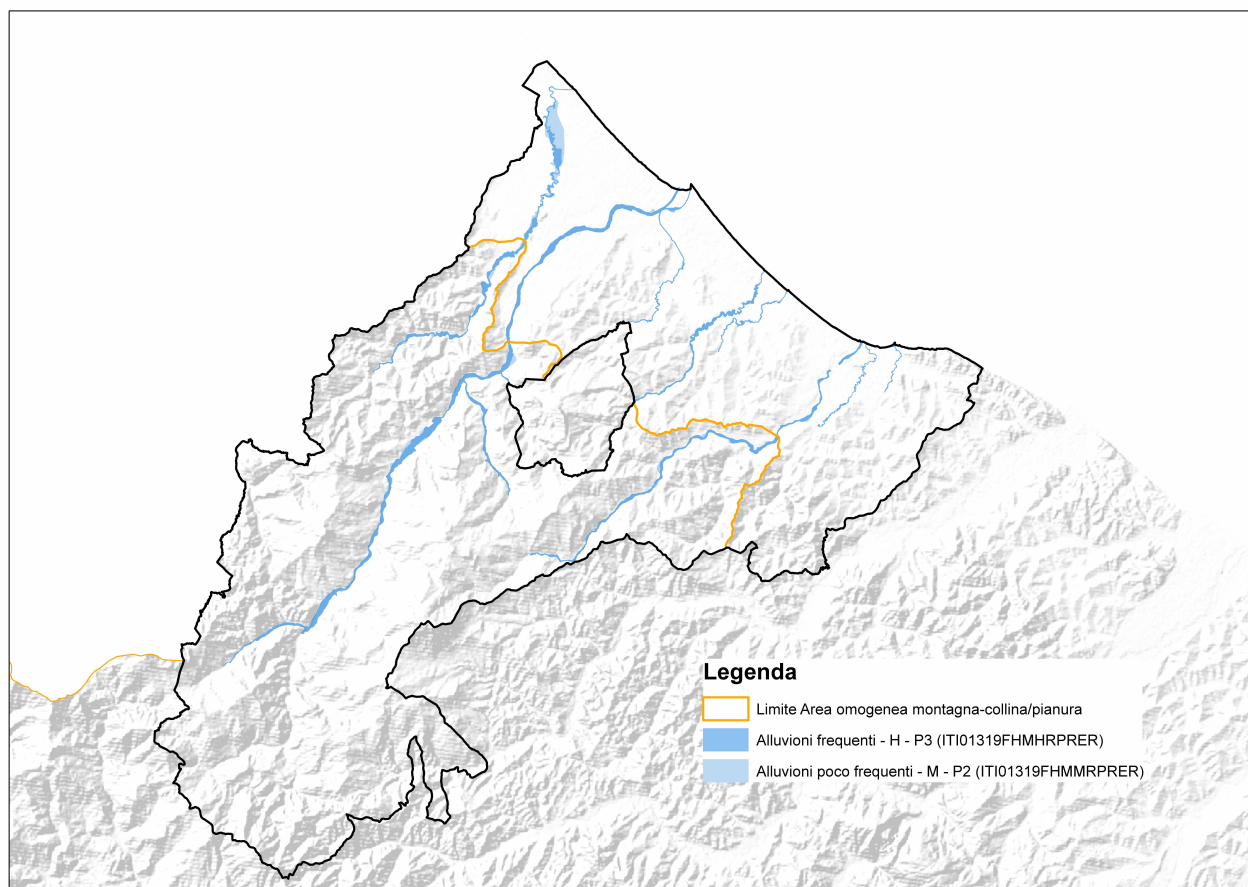 Legenda
Limite Area omogenea montagna-collina/pianura
Alluvioni frequenti - H - P3 (ITI01319FHMHRPRER)
Alluvioni poco frequenti - M - P2 (ITI01319FHMMRPRER)